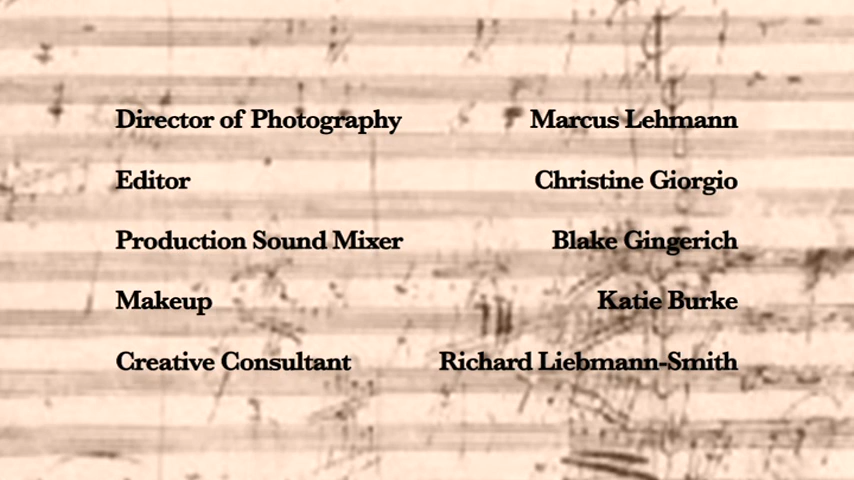 Director of Photography Marcus Lehmann
Editor Christine Giorgio
Production Sound Mixer Blake Gingerich
Makeup Katie Burke
Creative Consultant Richard Liebmann-Smith